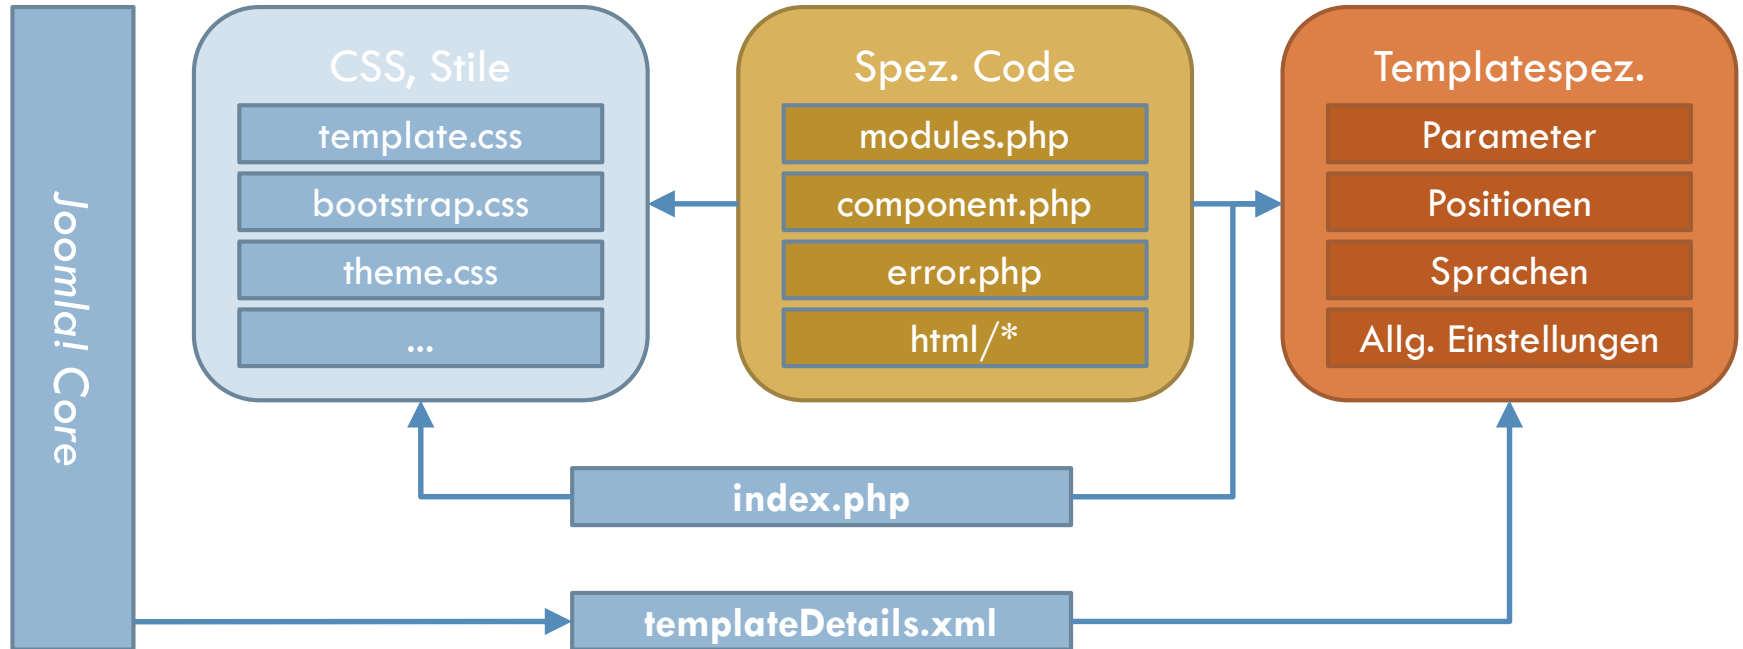 Joomla! Core
CSS, Stile
template.css
bootstrap.css
theme.css
...
Spez. Code
modules.php
component.php
error.php
html/*
Templatespez.
Parameter
Positionen
Sprachen
Allg. Einstellungen
index.php
templateDetails.xml